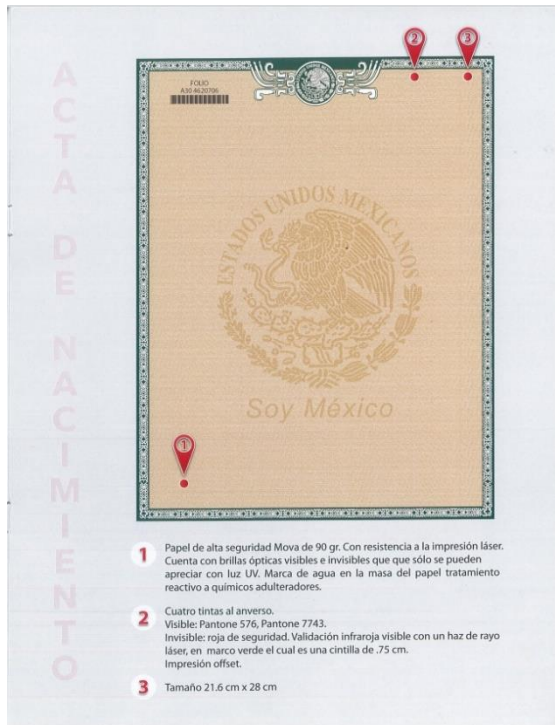 ACTA DE NACIMIENTO
2
3
FOLIO
A30 4620706
ESTADOS UNIDOS MEXICANOS
Soy México
1
1
Papel de alta seguridad Mova de 90 gr. Con resistencia a la impresión láser.
Cuenta con brillas ópticas visibles e invisibles que que sólo se pueden
apreciar con luz UV. Marca de agua en la masa del papel tratamiento
reactivo a químicos adulteradores.
2
Cuatro tintas al anverso.
Visible: Pantone 576, Pantone 7743.
Invisible: roja de seguridad. Validación infraroja visible con un haz de rayo
láser, en marco verde el cual es una cintilla de .75 cm.
Impresión offset.
3
Tamaño 21.6 cm x 28 cm